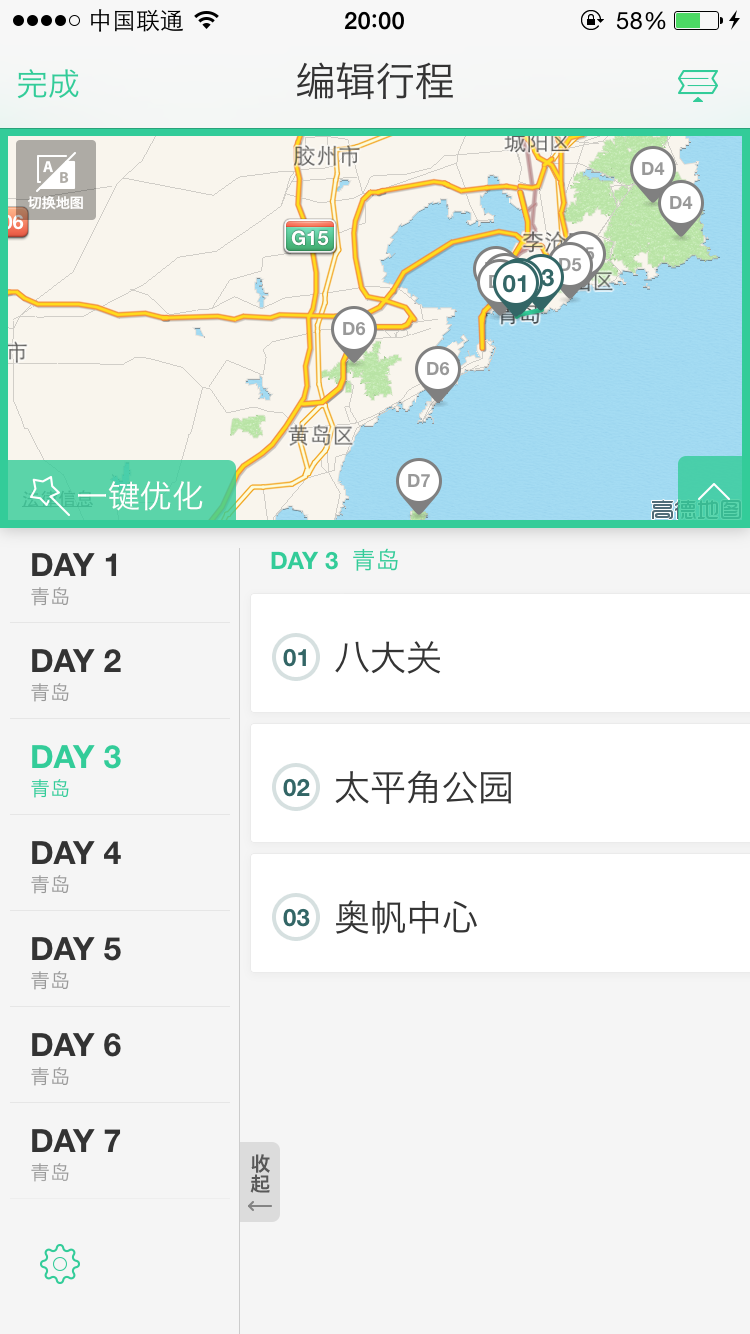 中国联通
20:00
58%
完成
编辑行程
A
B
切换地图
胶州市
城阳区
D4
D4
G15
李沧
D5
01
3
青岛
D6
市
D6
黄岛区
D7
一键优化
高德地图
DAY 1
青岛
DAY 2
青岛
DAY 3
青岛
DAY 4
青岛
DAY 5
青岛
DAY 6
青岛
DAY 7
青岛
DAY 3 青岛
01 八大关
02 太平角公园
03 奥帆中心
收起